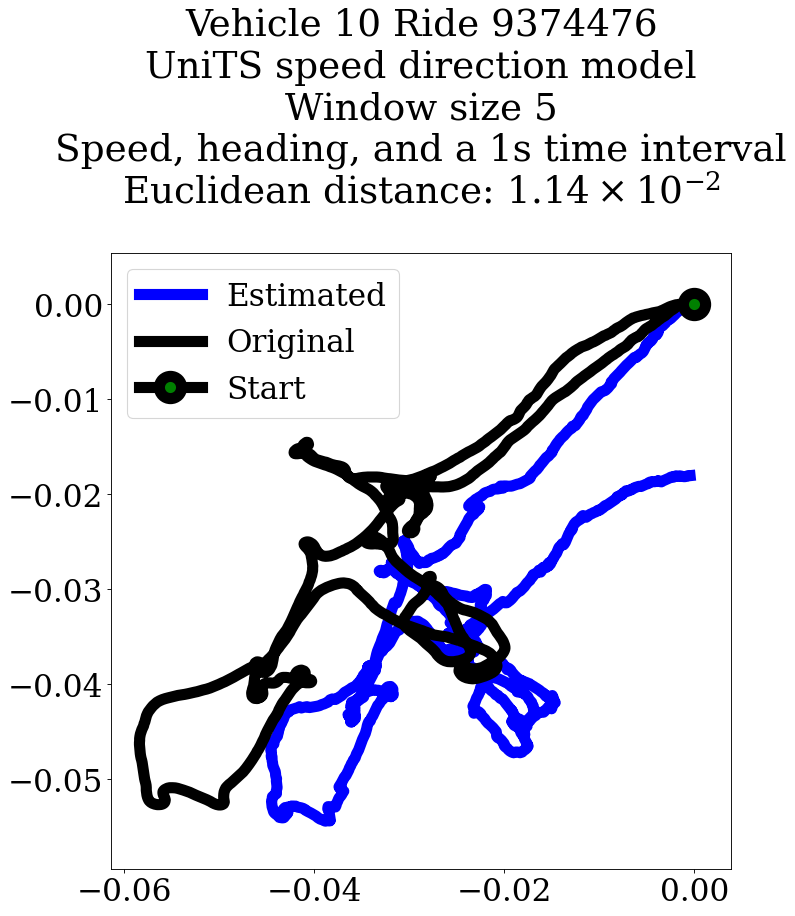 Vehicle 10 Ride 9374476
UniTS speed direction model
Window size 5
Speed, heading, and a 1s time interval
Euclidean distance: 1.14 × 10⁻²
Estimated
Original
Start
0.00
−0.01
−0.02
−0.03
−0.04
−0.05
−0.06 −0.04 −0.02 0.00